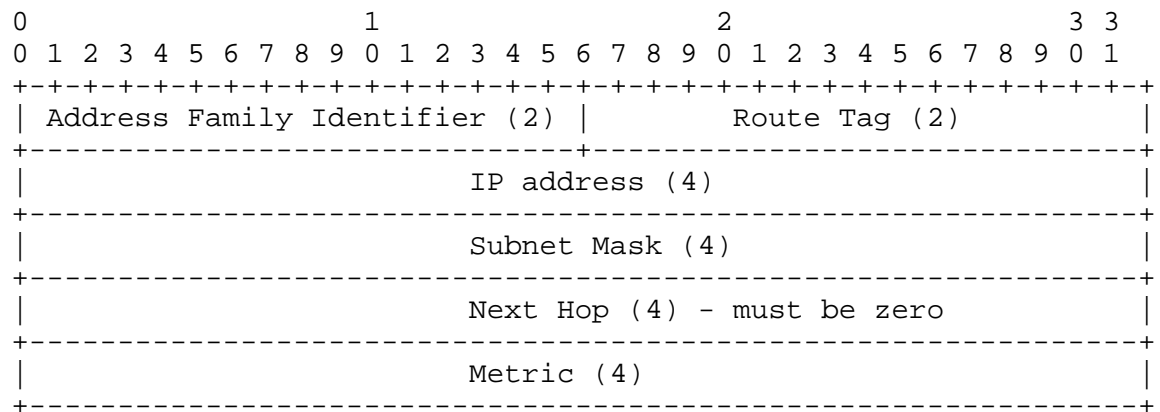 0                   1                   2                   3 3
0 1 2 3 4 5 6 7 8 9 0 1 2 3 4 5 6 7 8 9 0 1 2 3 4 5 6 7 8 9 0 1
+-+-+-+-+-+-+-+-+-+-+-+-+-+-+-+-+-+-+-+-+-+-+-+-+-+-+-+-+-+-+-+-+
| Address Family Identifier (2) |        Route Tag (2)          |
+-------------------------------+-------------------------------+
|                         IP address (4)                        |
+---------------------------------------------------------------+
|                         Subnet Mask (4)                       |
+---------------------------------------------------------------+
|                         Next Hop (4) - must be zero           |
+---------------------------------------------------------------+
|                         Metric (4)                            |
+---------------------------------------------------------------+